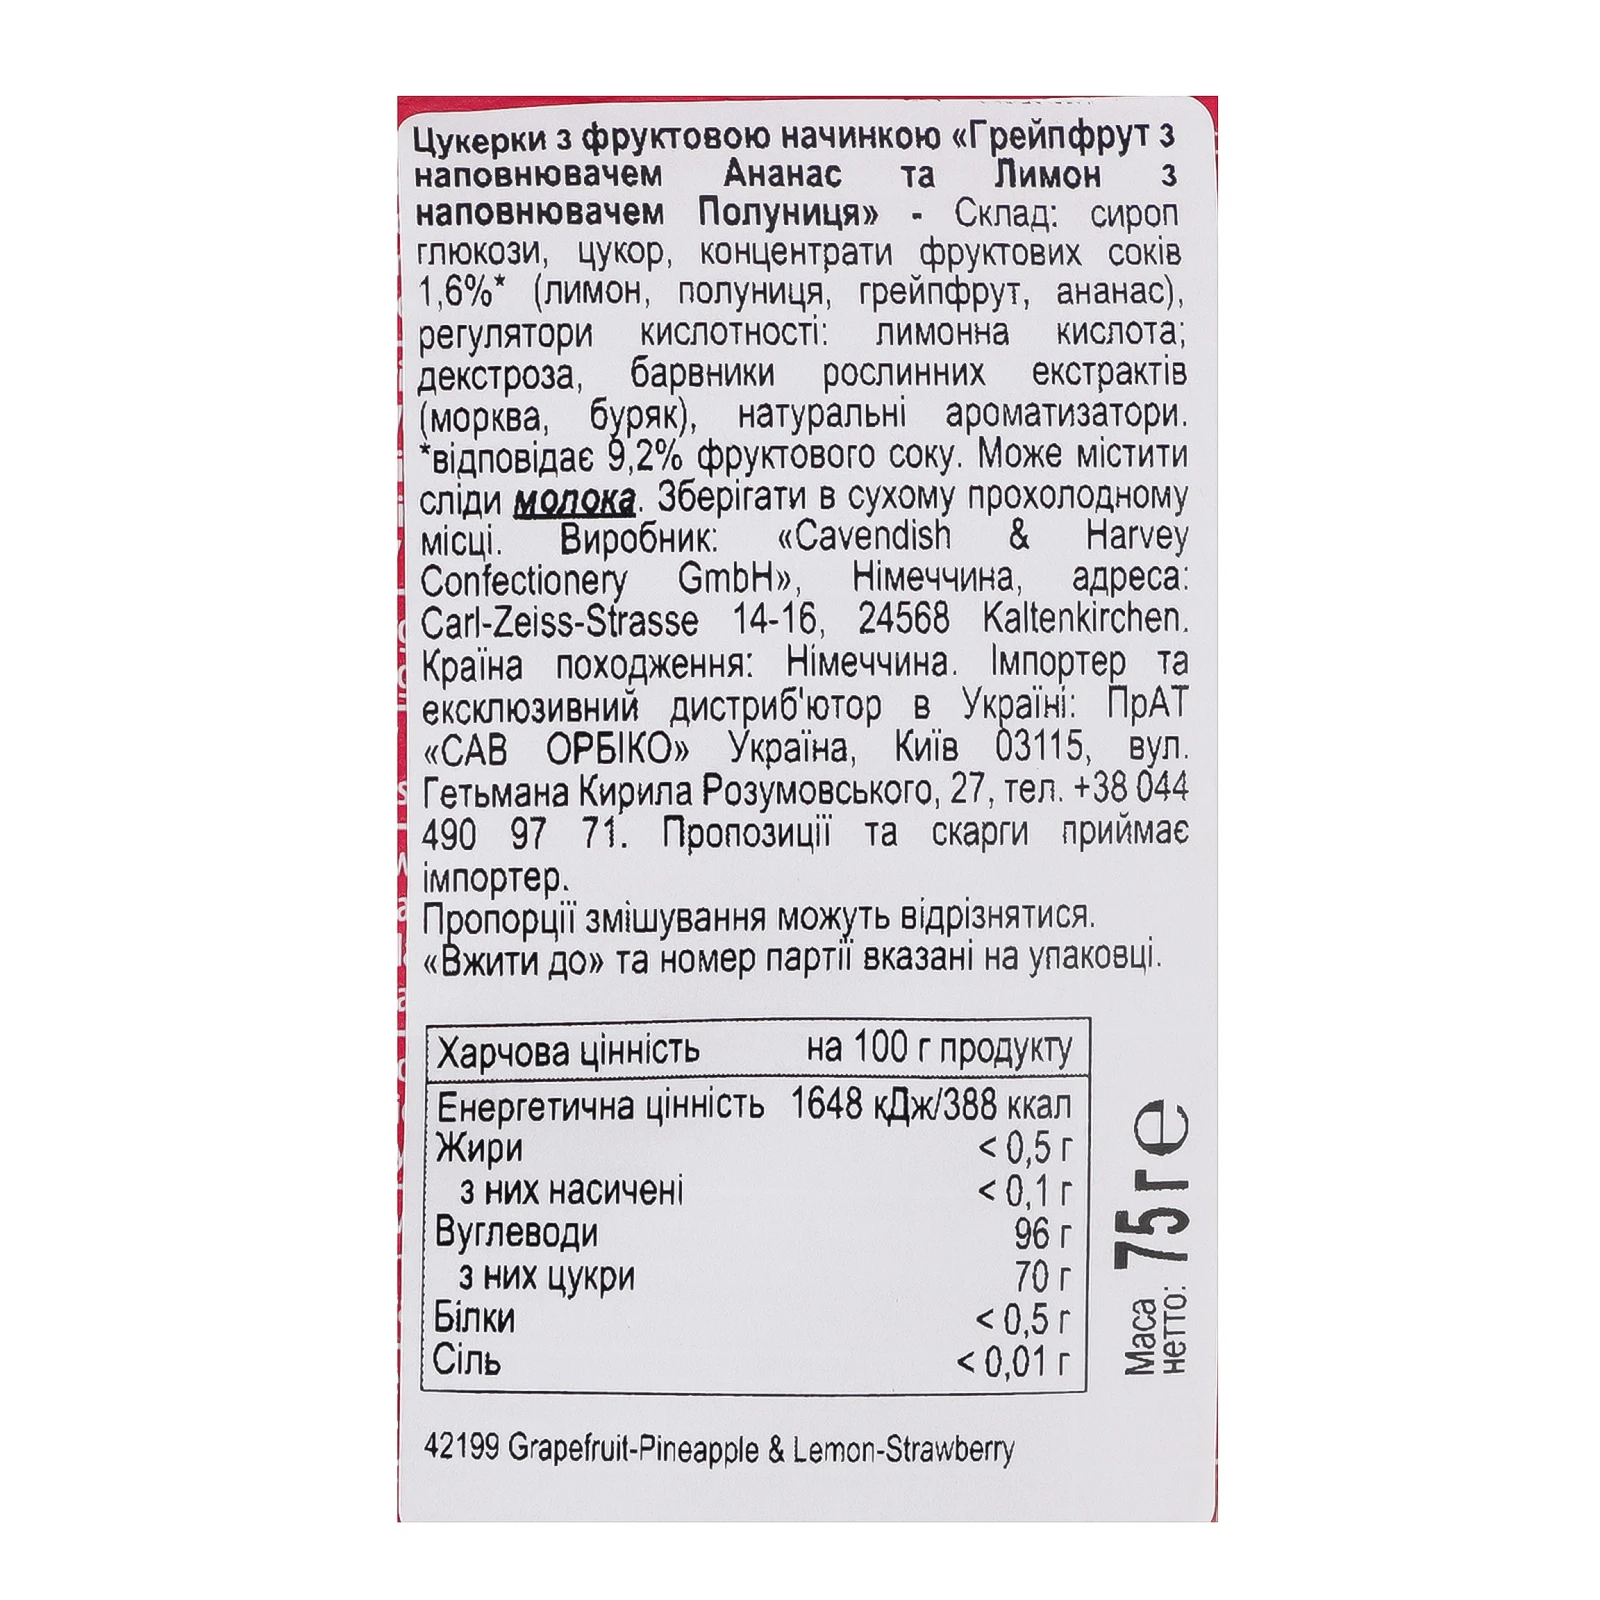 Цукерки з фруктовою начинкою «Грейпфрут з
наповнювачем Ананас та Лимон з
наповнювачем Полуниця» - Склад: сироп
глюкози, цукор, концентрати фруктових соків
1,6%* (лимон, полуниця, грейпфрут, ананас),
регулятори кислотності: лимонна кислота;
декстроза, барвники рослинних екстрактів
(морква, буряк), натуральні ароматизатори.
*відповідає 9,2% фруктового соку. Може містити
сліди молока. Зберігати в сухому прохолодному
місці. Виробник: «Cavendish & Harvey
Confectionery GmbH», Німеччина, адреса:
Carl-Zeiss-Strasse 14-16, 24568 Kaltenkirchen.
Країна походження: Німеччина. Імпортер та
ексклюзивний дистриб'ютор в Україні: ПрАТ
«САВ ОРБІКО» Україна, Київ 03115, вул.
Гетьмана Кирила Розумовського, 27, тел. +38 044
490 97 71. Пропозиції та скарги приймає
імпортер.
Пропорції змішування можуть відрізнятися.
«Вжити до» та номер партії вказані на упаковці.
Харчова цінність на 100 г продукту
Енергетична цінність 1648 кДж/388 ккал
Жири < 0,5 г
з них насичені < 0,1 г
Вуглеводи 96 г
з них цукри 70 г
Білки < 0,5 г
Сіль < 0,01 г
Маса
нетто: 75 г e
42199 Grapefruit-Pineapple & Lemon-Strawberry